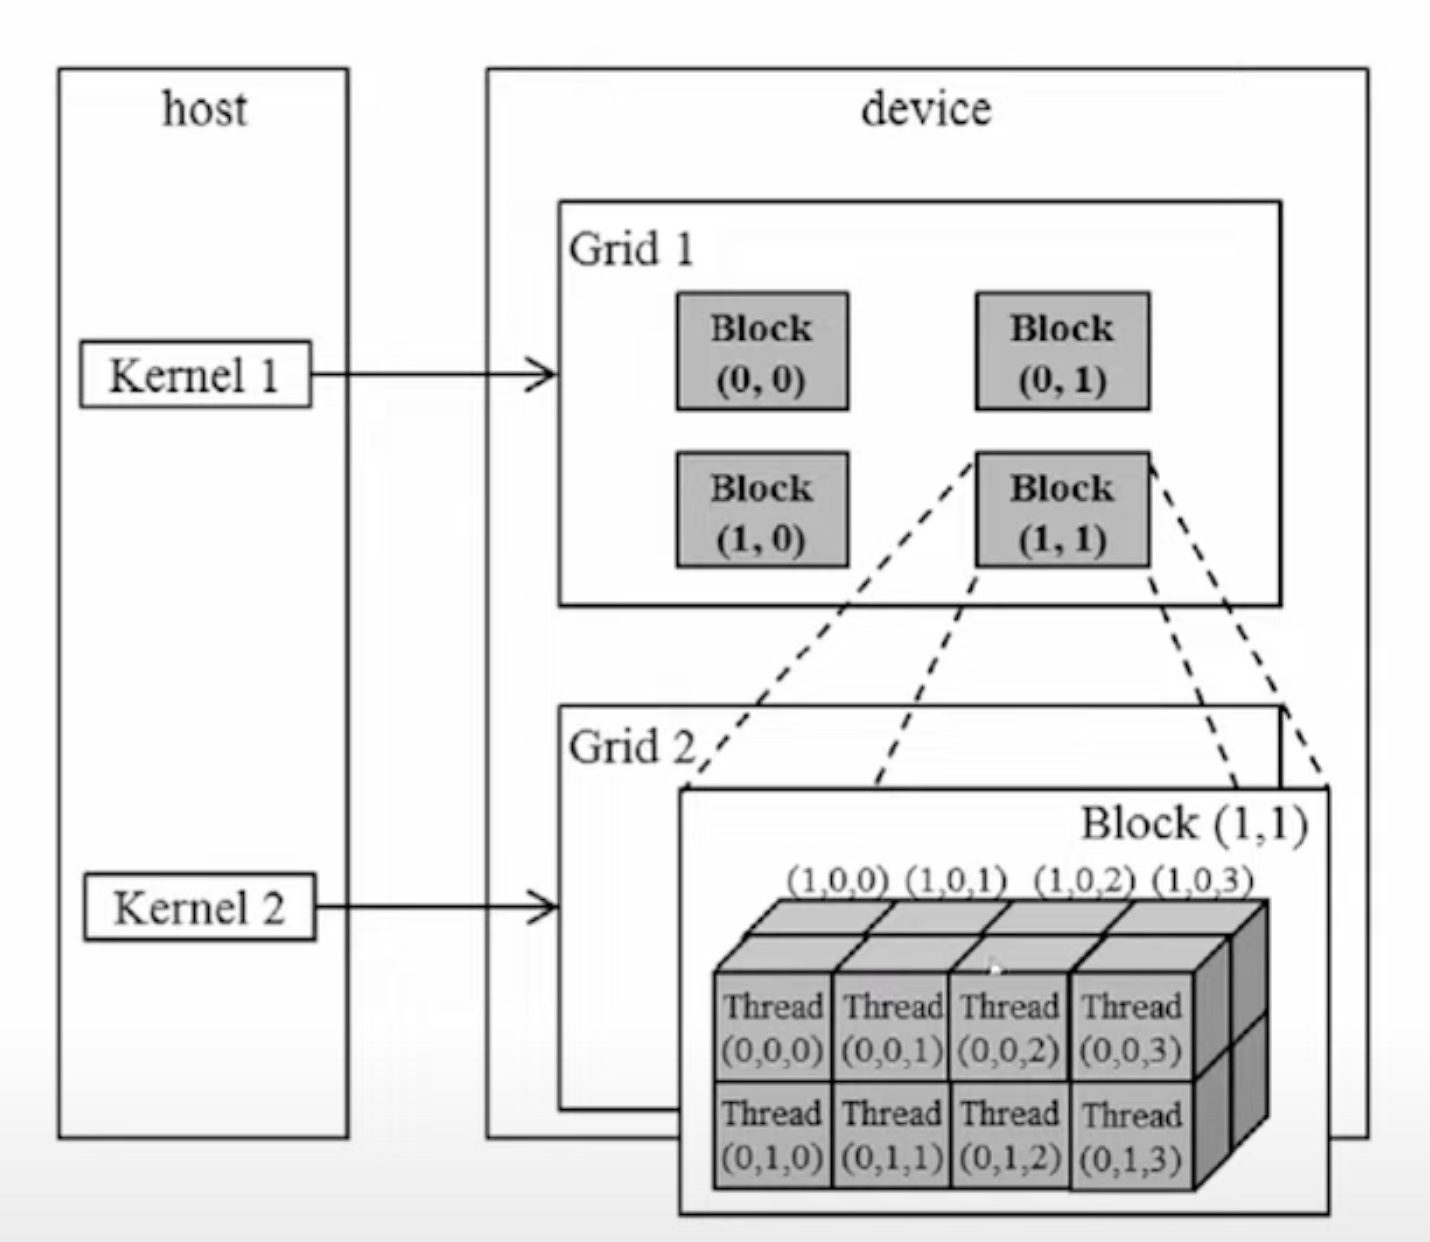 host
device
Grid 1
Block
(0, 0)
Block
(0, 1)
Kernel 1
Block
(1, 0)
Block
(1, 1)
Grid 2
Block (1,1)
(1,0,0) (1,0,1) (1,0,2) (1,0,3)
Kernel 2
Thread
(0,0,0)
Thread
(0,0,1)
Thread
(0,0,2)
Thread
(0,0,3)
Thread
(0,1,0)
Thread
(0,1,1)
Thread
(0,1,2)
Thread
(0,1,3)